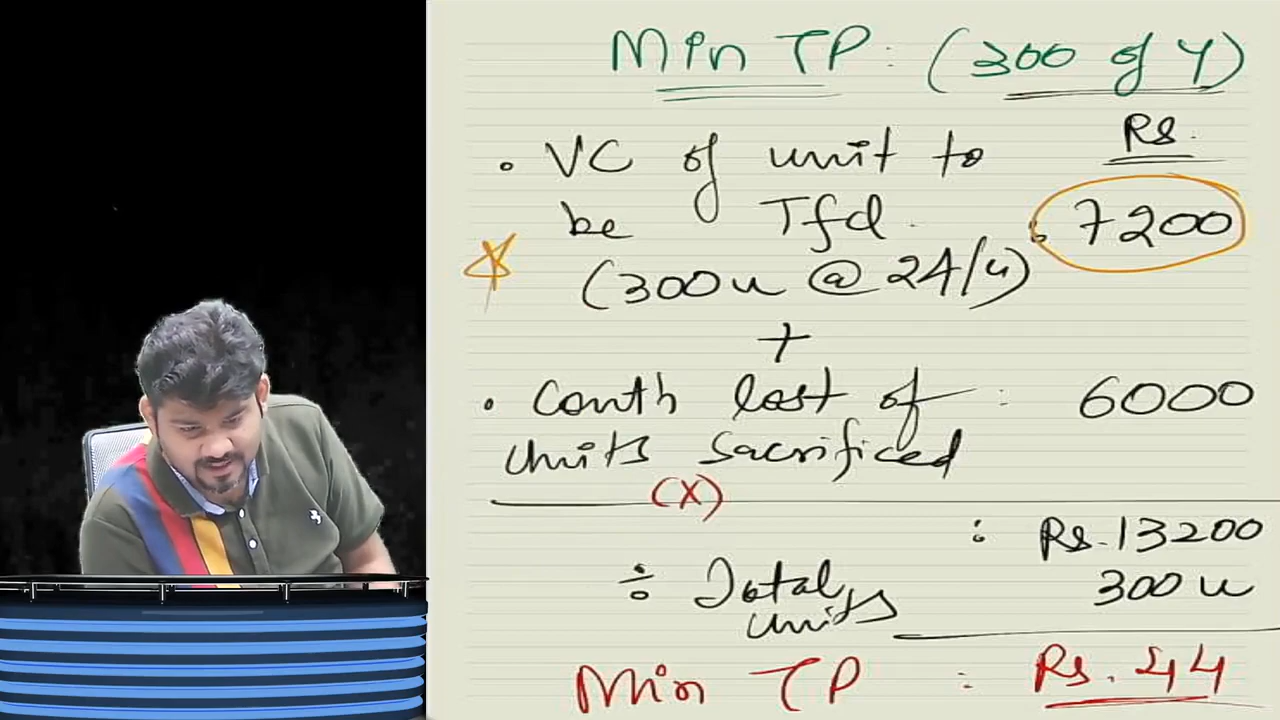 Min TP: (300 of Y)
Rs.
• VC of unit to
be Tfd. : 7200
(300u @ 24/u)
+
• Contn lost of : 6000
units sacrificed
(X)
: Rs. 13200
÷ Total units 300 u
Min TP : Rs. 44